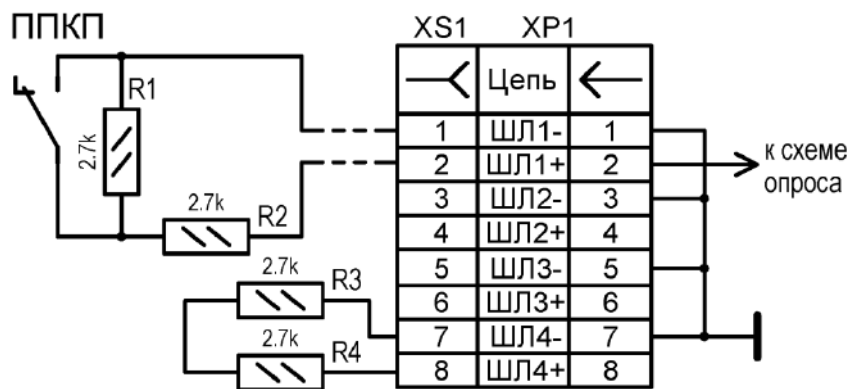 ППКП
XS1 XP1
R1
2.7k
2.7k
R2
Цепь
1 ШЛ1- 1
2 ШЛ1+ 2
3 ШЛ2- 3
4 ШЛ2+ 4
5 ШЛ3- 5
6 ШЛ3+ 6
7 ШЛ4- 7
8 ШЛ4+ 8
к схеме
опроса
2.7k
R3
2.7k
R4